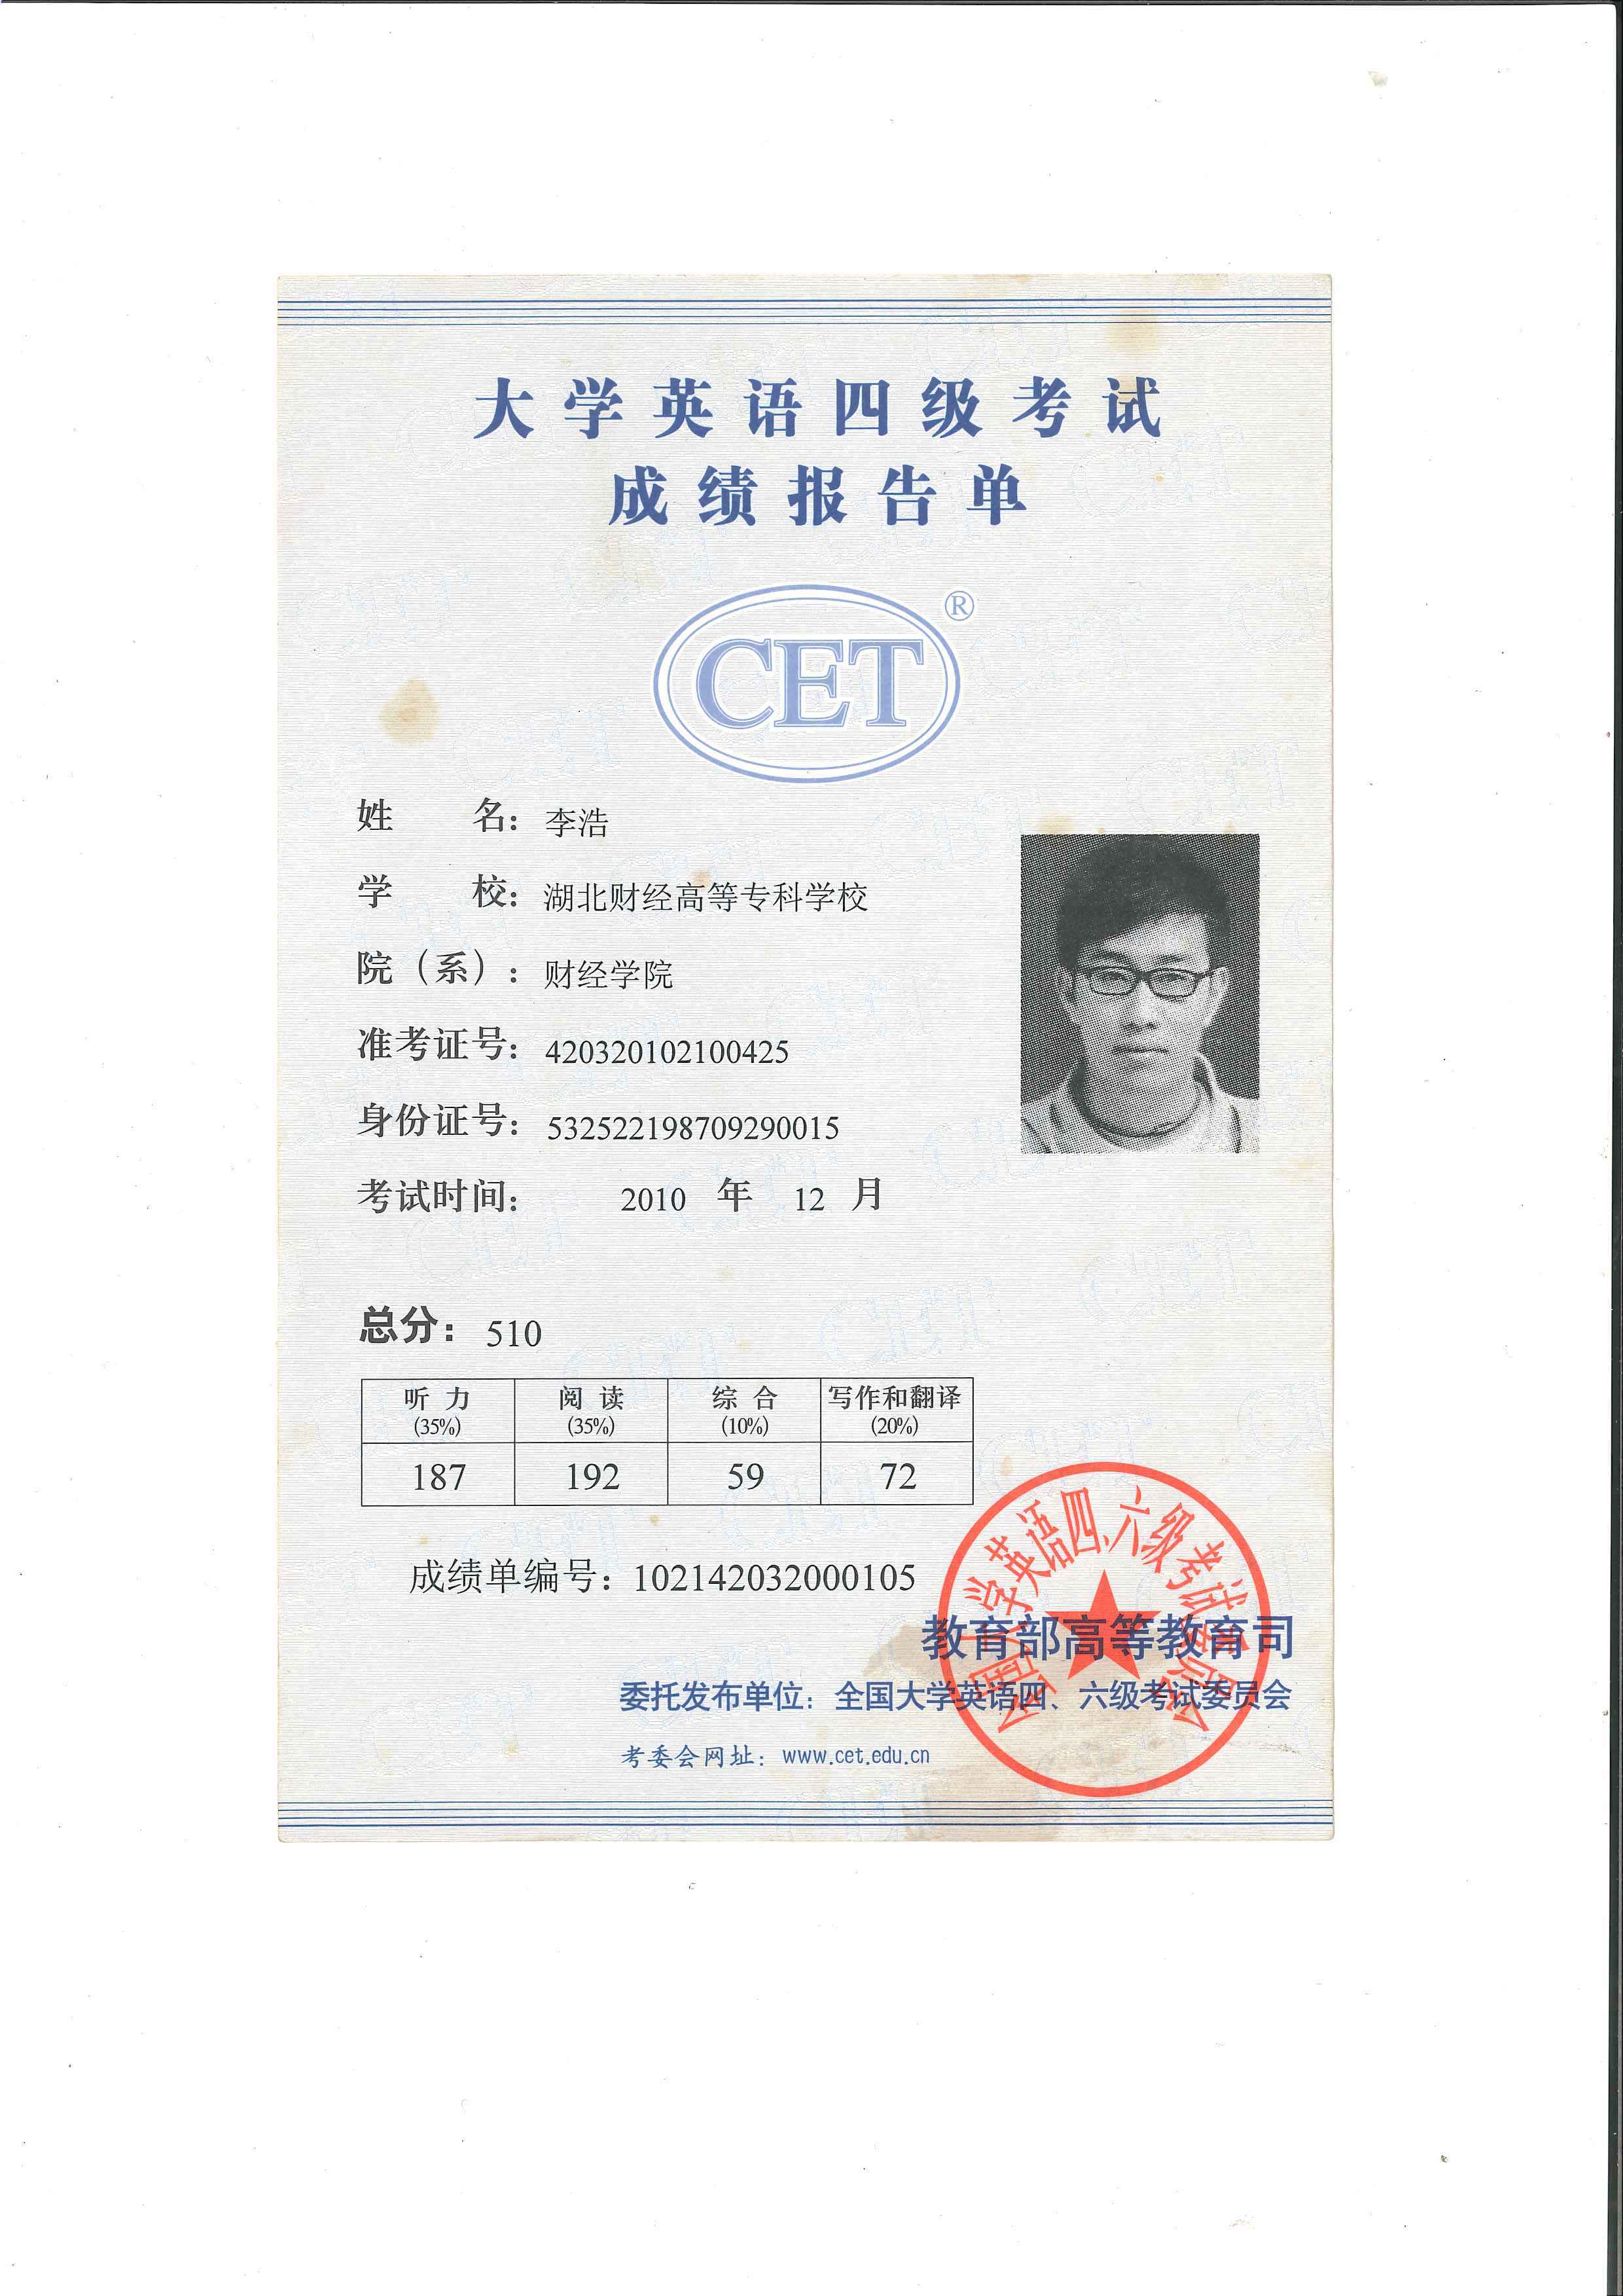 大学英语四级考试
成绩报告单
CET®
姓名：李浩
学校：湖北财经高等专科学校
院（系）：财经学院
准考证号：420320102100425
身份证号：532522198709290015
考试时间：2010 年 12 月
总分：510
听力 (35%) 阅读 (35%) 综合 (10%) 写作和翻译 (20%)
187 192 59 72
成绩单编号：102142032000105
教育部高等教育司
委托发布单位：全国大学英语四、六级考试委员会
考委会网址：www.cet.edu.cn
全国大学英语四、六级考试委员会